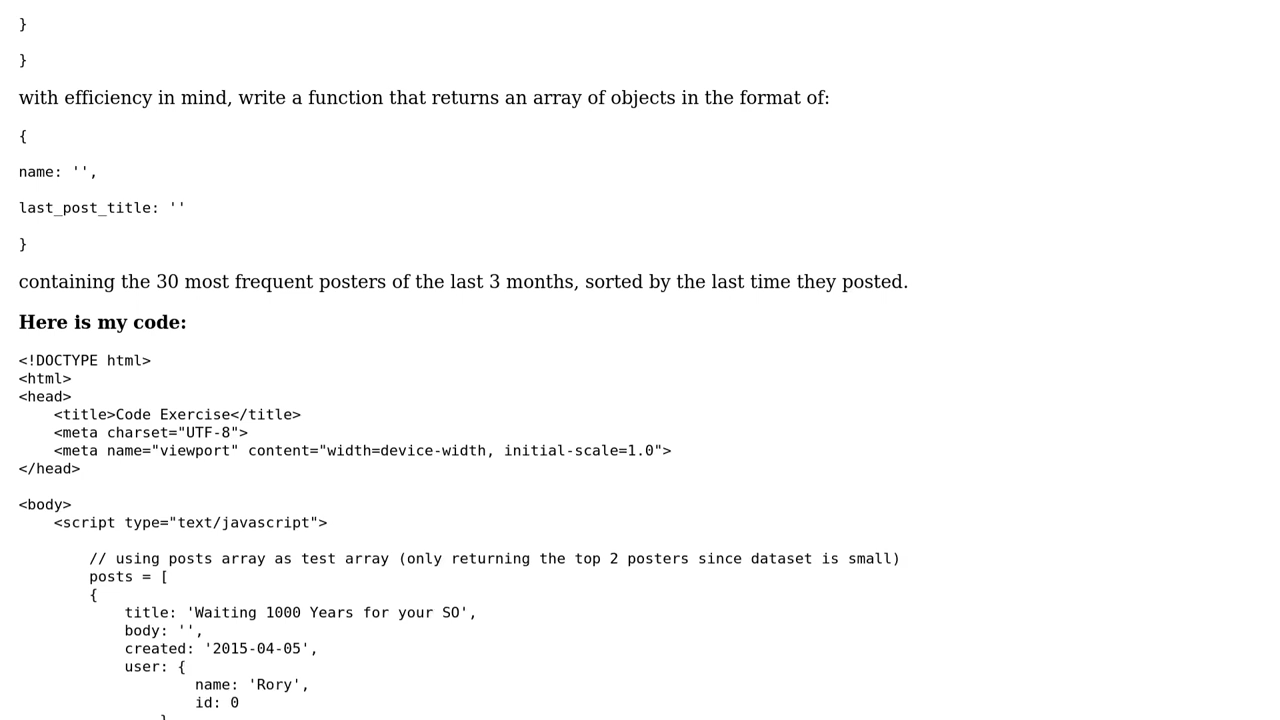 }
}
with efficiency in mind, write a function that returns an array of objects in the format of:
{
name: '',
last_post_title: ''
}
containing the 30 most frequent posters of the last 3 months, sorted by the last time they posted.
Here is my code:
<!DOCTYPE html>
<html>
<head>
    <title>Code Exercise</title>
    <meta charset="UTF-8">
    <meta name="viewport" content="width=device-width, initial-scale=1.0">
</head>
<body>
    <script type="text/javascript">
        // using posts array as test array (only returning the top 2 posters since dataset is small)
        posts = [
        {
            title: 'Waiting 1000 Years for your SO',
            body: '',
            created: '2015-04-05',
            user: {
                    name: 'Rory',
                    id: 0
                }